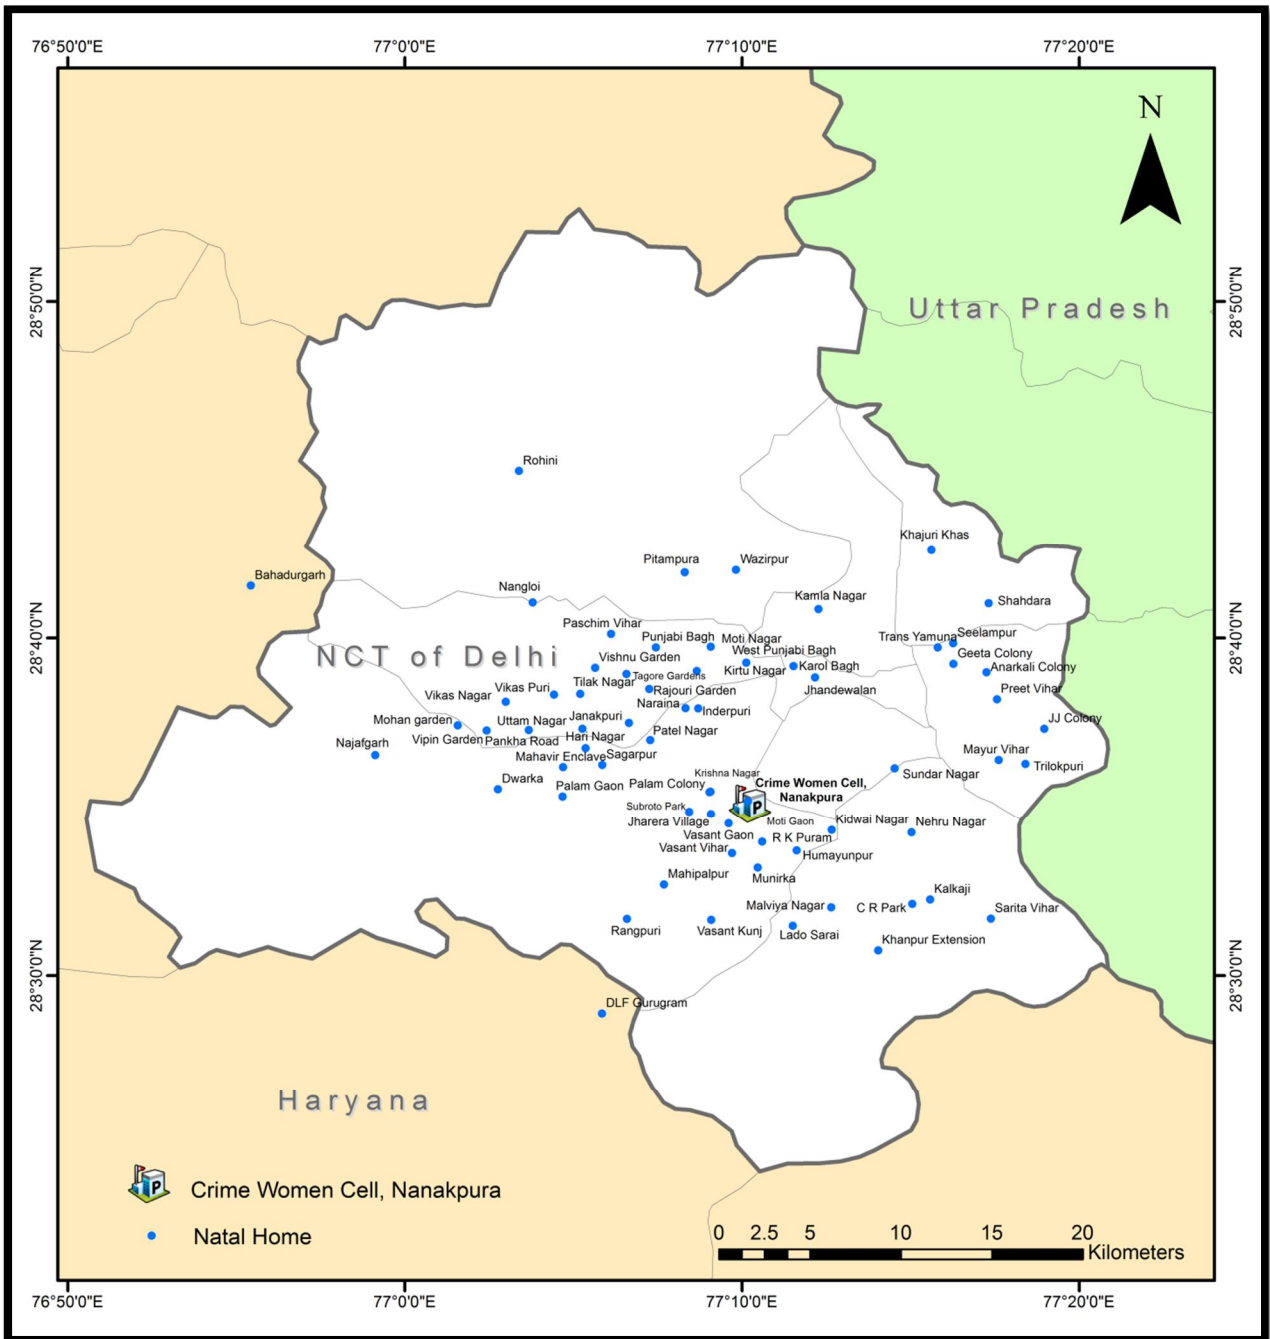 76°50'0"E 77°0'0"E 77°10'0"E 77°20'0"E
N
28°50'0"N
28°50'0"N
Uttar Pradesh
Rohini
Khajuri Khas
Pitampura
Wazirpur
Bahadurgarh
Nangloi
Kamla Nagar
Shahdara
Paschim Vihar
28°40'0"N
28°40'0"N
Punjabi Bagh
Moti Nagar
Trans Yamuna
Seelampur
NCT of Delhi
Vishnu Garden
West Punjabi Bagh
Geeta Colony
Kirtu Nagar
Karol Bagh
Anarkali Colony
Tagore Gardens
Tilak Nagar
Vikas Puri
Rajouri Garden
Jhandewalan
Preet Vihar
Vikas Nagar
Naraina
Inderpuri
Mohan garden
Uttam Nagar
Janakpuri
JJ Colony
Patel Nagar
Vipin Garden
Pankha Road
Hari Nagar
Najafgarh
Mayur Vihar
Mahavir Enclave
Sagarpur
Trilokpuri
Dwarka
Palam Gaon
Palam Colony
Krishna Nagar
Sundar Nagar
Crime Women Cell,
Nanakpura
P
Subroto Park
Jharera Village
Moti Gaon
Kidwai Nagar
Nehru Nagar
Vasant Gaon
R K Puram
Vasant Vihar
Humayunpur
Mahipalpur
Munirka
Kalkaji
Malviya Nagar
C R Park
Sarita Vihar
Rangpuri
Vasant Kunj
Lado Sarai
Khanpur Extension
28°30'0"N
28°30'0"N
DLF Gurugram
Haryana
P
Crime Women Cell, Nanakpura
Natal Home
0 2.5 5 10 15 20
Kilometers
76°50'0"E 77°0'0"E 77°10'0"E 77°20'0"E